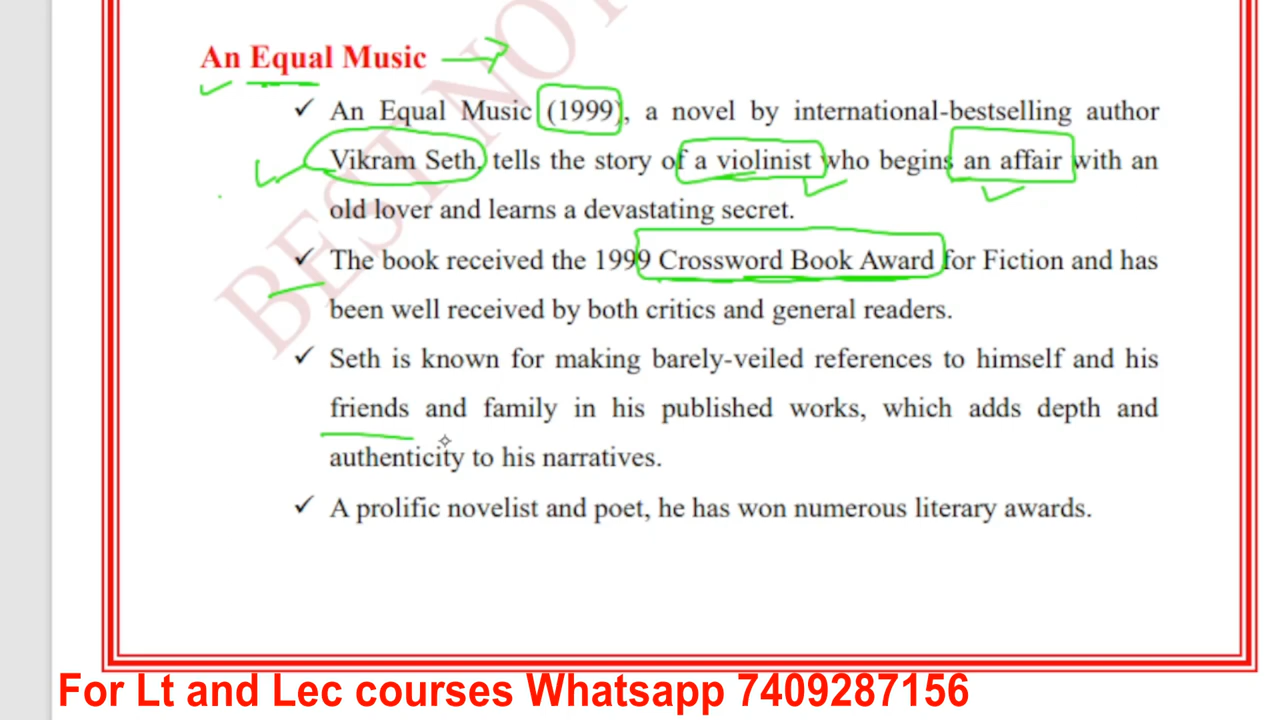 An Equal Music
✓ An Equal Music (1999), a novel by international-bestselling author
Vikram Seth, tells the story of a violinist who begins an affair with an
old lover and learns a devastating secret.
✓ The book received the 1999 Crossword Book Award for Fiction and has
been well received by both critics and general readers.
✓ Seth is known for making barely-veiled references to himself and his
friends and family in his published works, which adds depth and
authenticity to his narratives.
✓ A prolific novelist and poet, he has won numerous literary awards.
BEST NOT
For Lt and Lec courses Whatsapp 7409287156